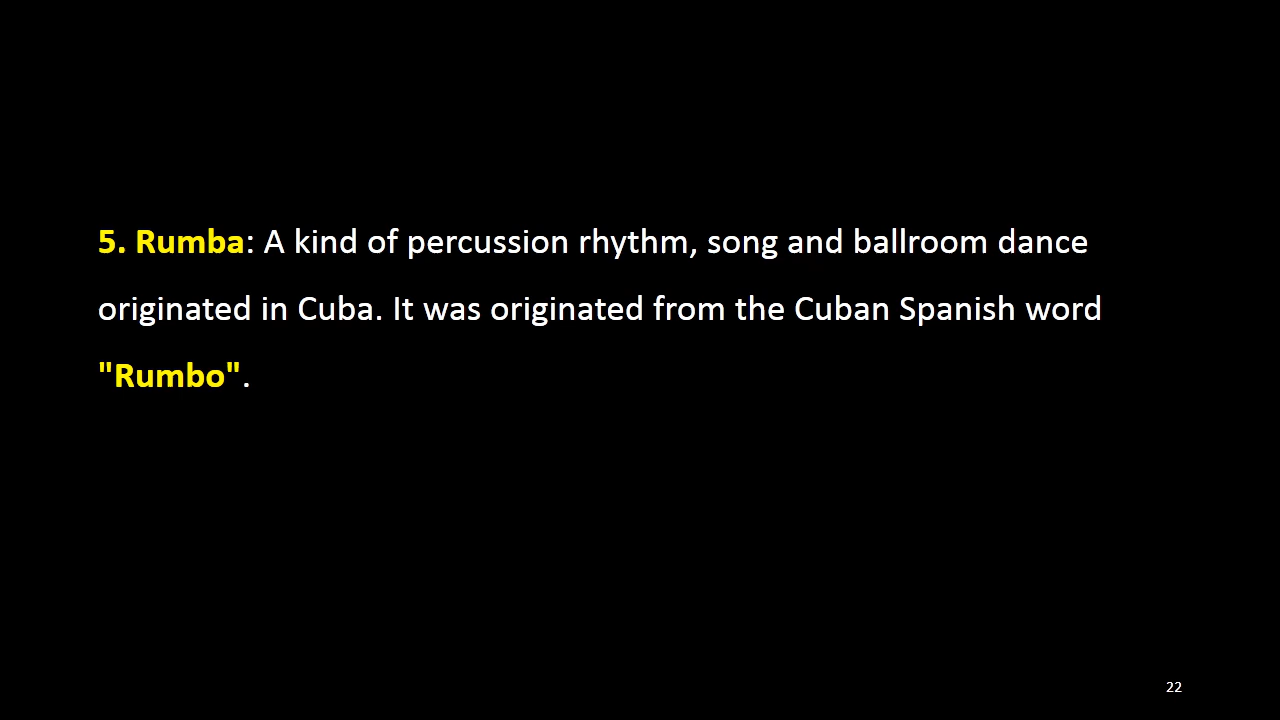 5. Rumba: A kind of percussion rhythm, song and ballroom dance
originated in Cuba. It was originated from the Cuban Spanish word
"Rumbo".
22